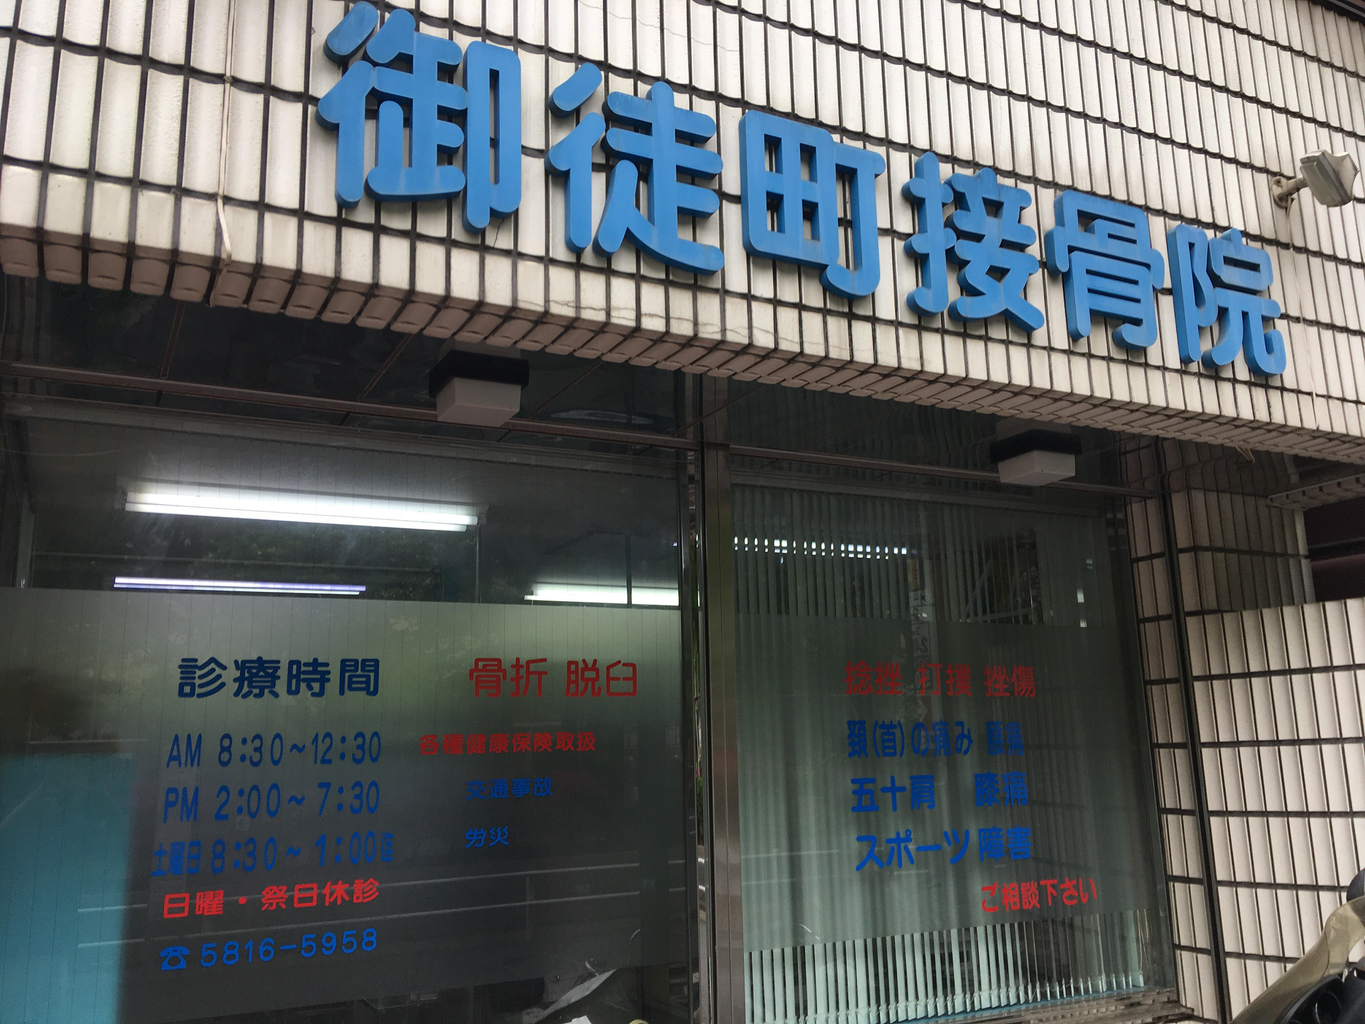 御徒町接骨院
診療時間
AM 8:30~12:30
PM 2:00~7:30
土曜日 8:30~1:00迄
日曜・祭日休診
☎5816-5958
骨折 脱臼
各種健康保険取扱
交通事故
労災
捻挫 打撲 挫傷
頚(首)の痛み 腰痛
五十肩 膝痛
スポーツ障害
ご相談下さい